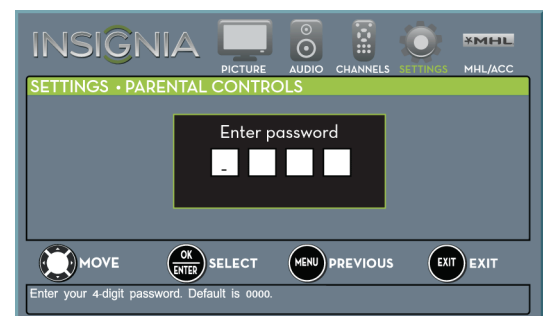 INSIGNIA
PICTURE AUDIO CHANNELS SETTINGS MHL MHL/ACC
SETTINGS • PARENTAL CONTROLS
Enter password
-
MOVE OK ENTER SELECT MENU PREVIOUS EXIT EXIT
Enter your 4-digit password. Default is 0000.